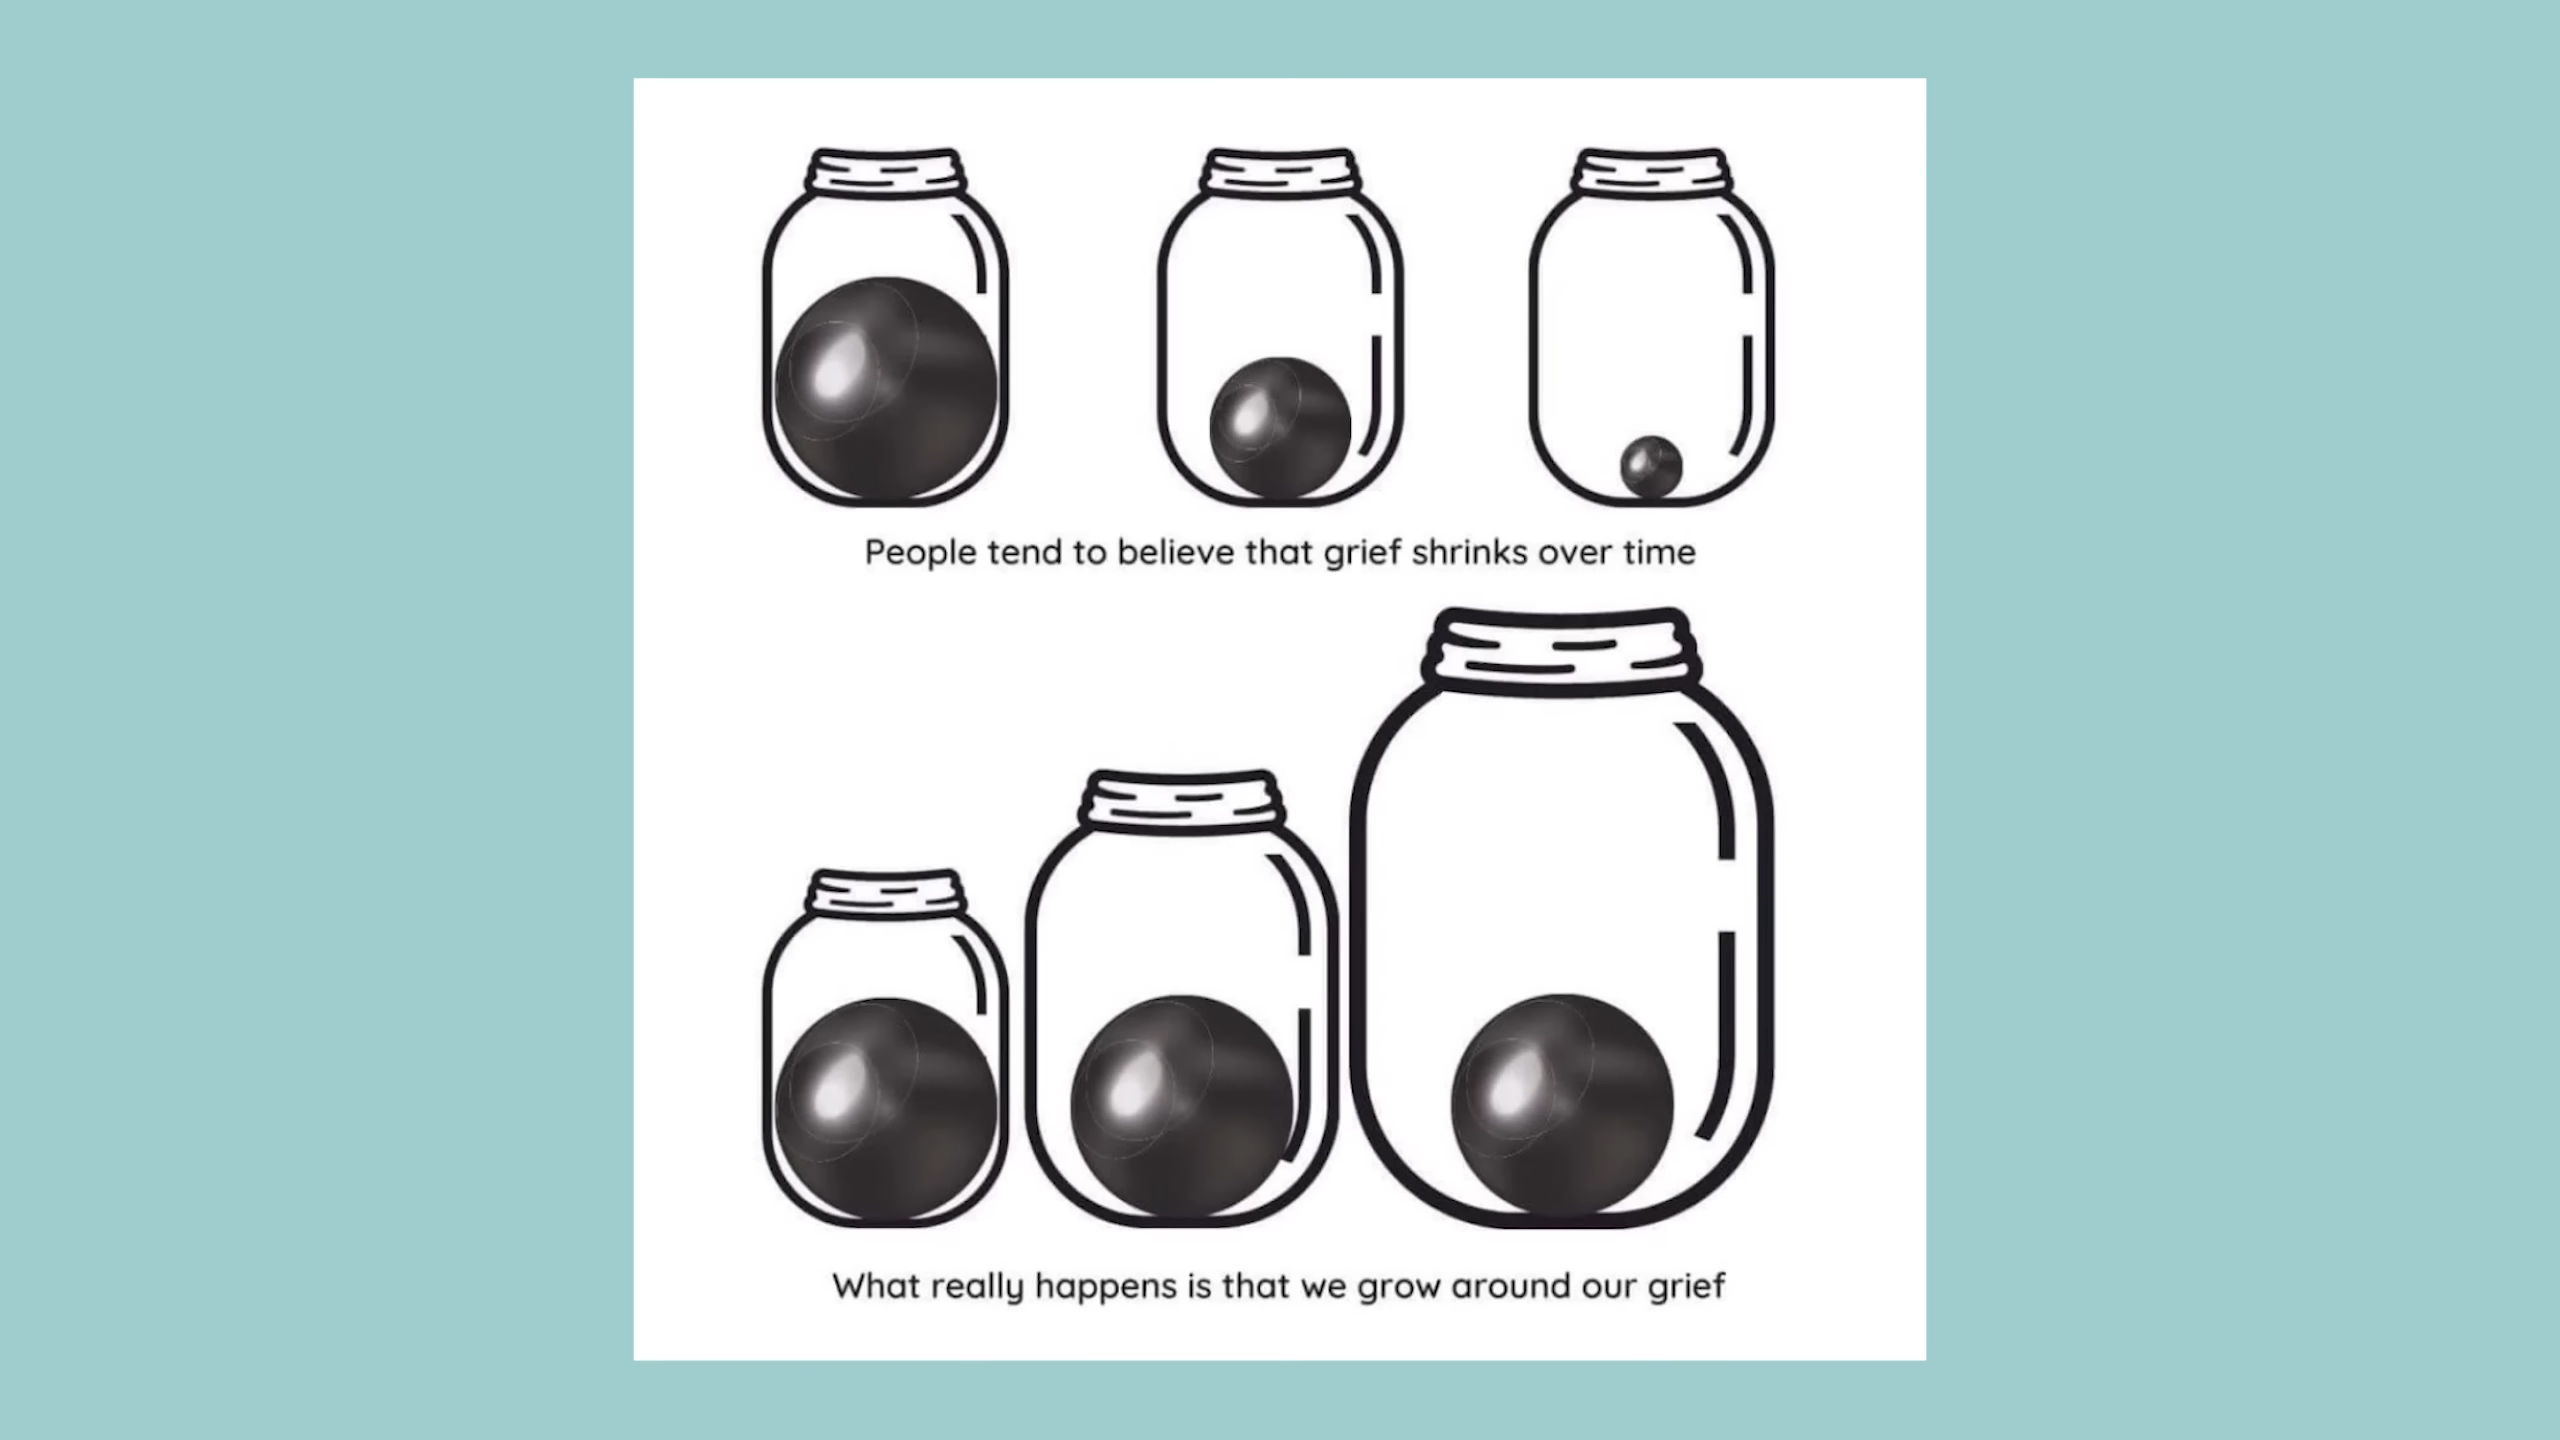 People tend to believe that grief shrinks over time
What really happens is that we grow around our grief